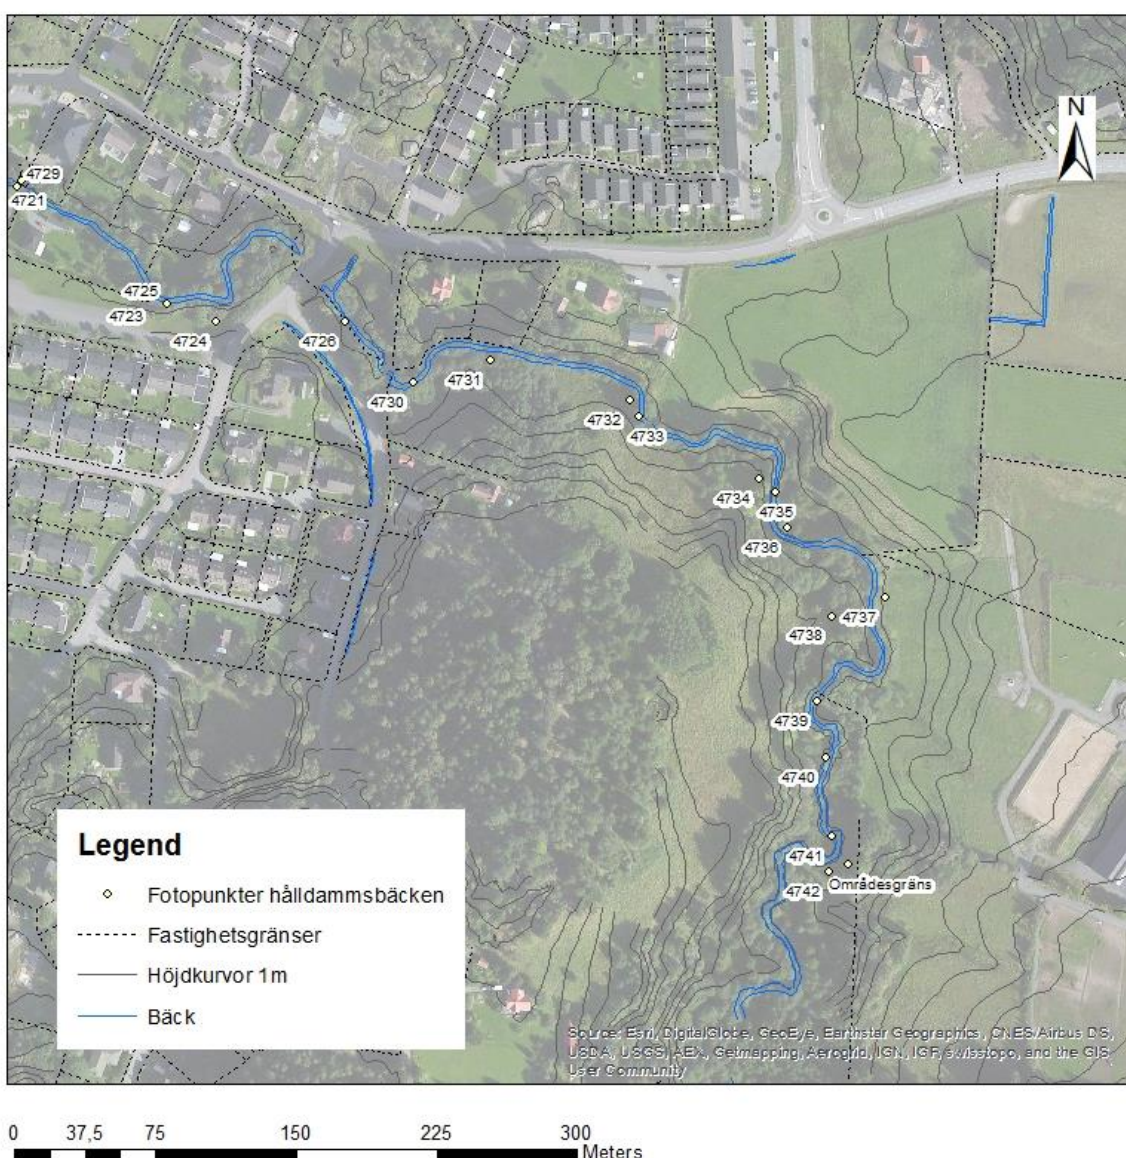 N
4729
4721
4725
4723
4724
4726
4730
4731
4732
4733
4734
4735
4736
4737
4738
4739
4740
4741
4742
Områdesgräns
Legend
Fotopunkter hålldammsbäcken
Fastighetsgränser
Höjdkurvor 1m
Bäck
Source: Esri, DigitalGlobe, GeoEye, Earthstar Geographics, CNES/Airbus DS,
USDA, USGS, AEX, Getmapping, Aerogrid, IGN, IGP, swisstopo, and the GIS
User Community
0 37,5 75 150 225 300
Meters